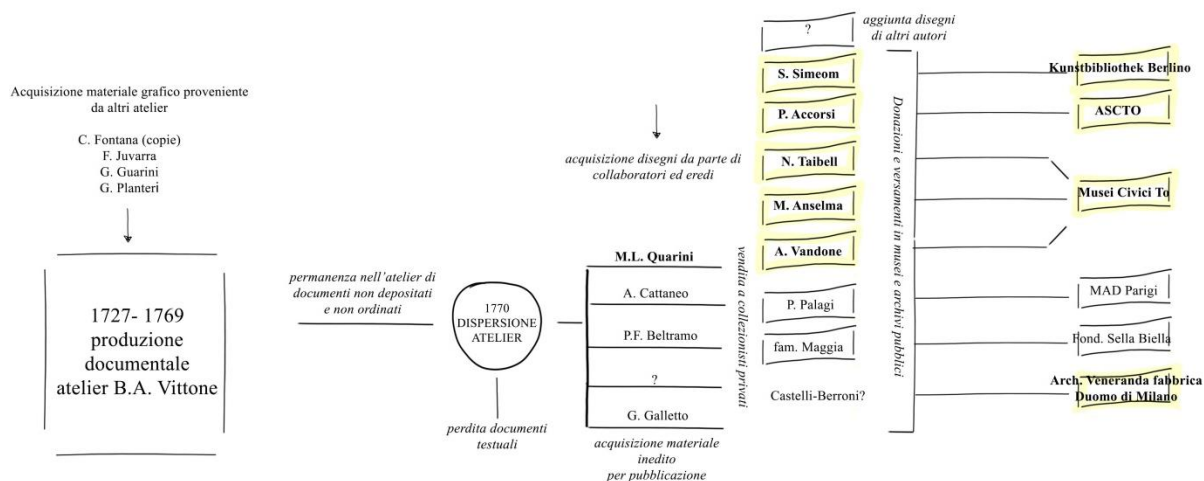 Acquisizione materiale grafico proveniente
da altri atelier
C. Fontana (copie)
F. Juvarra
G. Guarini
G. Planteri
1727- 1769
produzione
documentale
atelier B.A. Vittone
permanenza nell'atelier di
documenti non depositati
e non ordinati
1770
DISPERSIONE
ATELIER
perdita documenti
testuali
acquisizione disegni da parte di
collaboratori ed eredi
M.L. Quarini
A. Cattaneo
P.F. Beltramo
?
G. Galletto
acquisizione materiale
inedito
per pubblicazione
vendita a collezionisti privati
?
S. Simeom
P. Accorsi
N. Taibell
M. Anselma
A. Vandone
P. Palagi
fam. Maggia
Castelli-Berroni?
aggiunta disegni
di altri autori
Donazioni e versamenti in musei e archivi pubblici
Kunstbibliothek Berlino
ASCTO
Musei Civici To
MAD Parigi
Fond. Sella Biella
Arch. Veneranda fabbrica
Duomo di Milano